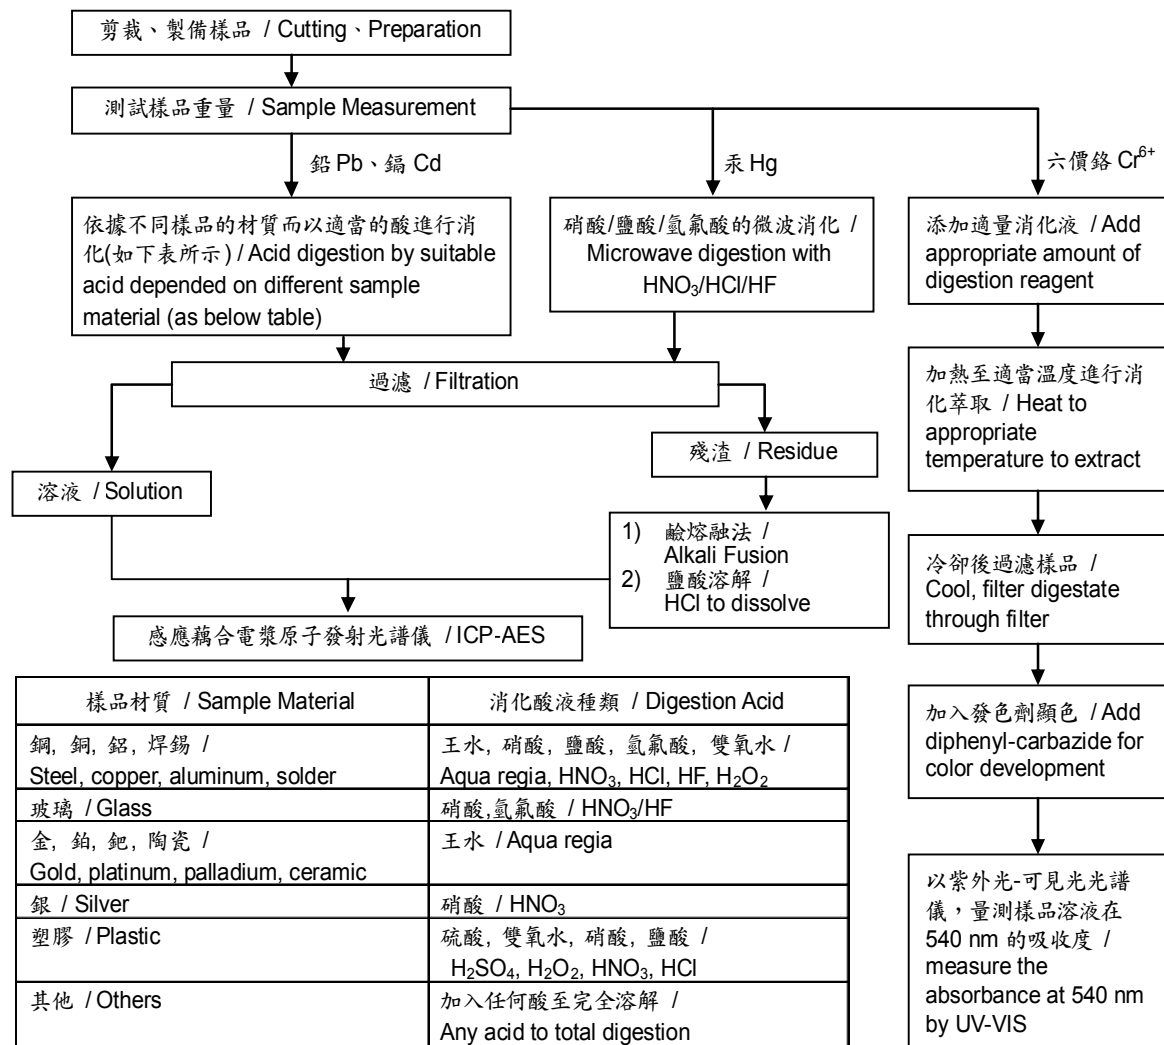 剪裁、製備樣品 / Cutting、Preparation
測試樣品重量 / Sample Measurement
鉛 Pb、鎘 Cd
汞 Hg
六價鉻 Cr6+
依據不同樣品的材質而以適當的酸進行消
化(如下表所示) / Acid digestion by suitable
acid depended on different sample
material (as below table)
硝酸/鹽酸/氫氟酸的微波消化 /
Microwave digestion with
HNO3/HCl/HF
添加適量消化液 / Add
appropriate amount of
digestion reagent
過濾 / Filtration
加熱至適當溫度進行消
化萃取 / Heat to
appropriate
temperature to extract
溶液 / Solution
殘渣 / Residue
1) 鹼熔融法 /
Alkali Fusion
2) 鹽酸溶解 /
HCl to dissolve
冷卻後過濾樣品 /
Cool, filter digestate
through filter
感應藕合電漿原子發射光譜儀 / ICP-AES
加入發色劑顯色 / Add
diphenyl-carbazide for
color development
以紫外光-可見光光譜
儀，量測樣品溶液在
540 nm 的吸收度 /
measure the
absorbance at 540 nm
by UV-VIS
樣品材質 / Sample Material 消化酸液種類 / Digestion Acid
鋼, 銅, 鋁, 焊錫 / 王水, 硝酸, 鹽酸, 氫氟酸, 雙氧水 /
Steel, copper, aluminum, solder Aqua regia, HNO3, HCl, HF, H2O2
玻璃 / Glass 硝酸,氫氟酸 / HNO3/HF
金, 鉑, 鈀, 陶瓷 / 王水 / Aqua regia
Gold, platinum, palladium, ceramic
銀 / Silver 硝酸 / HNO3
塑膠 / Plastic 硫酸, 雙氧水, 硝酸, 鹽酸 /
H2SO4, H2O2, HNO3, HCl
其他 / Others 加入任何酸至完全溶解 /
Any acid to total digestion